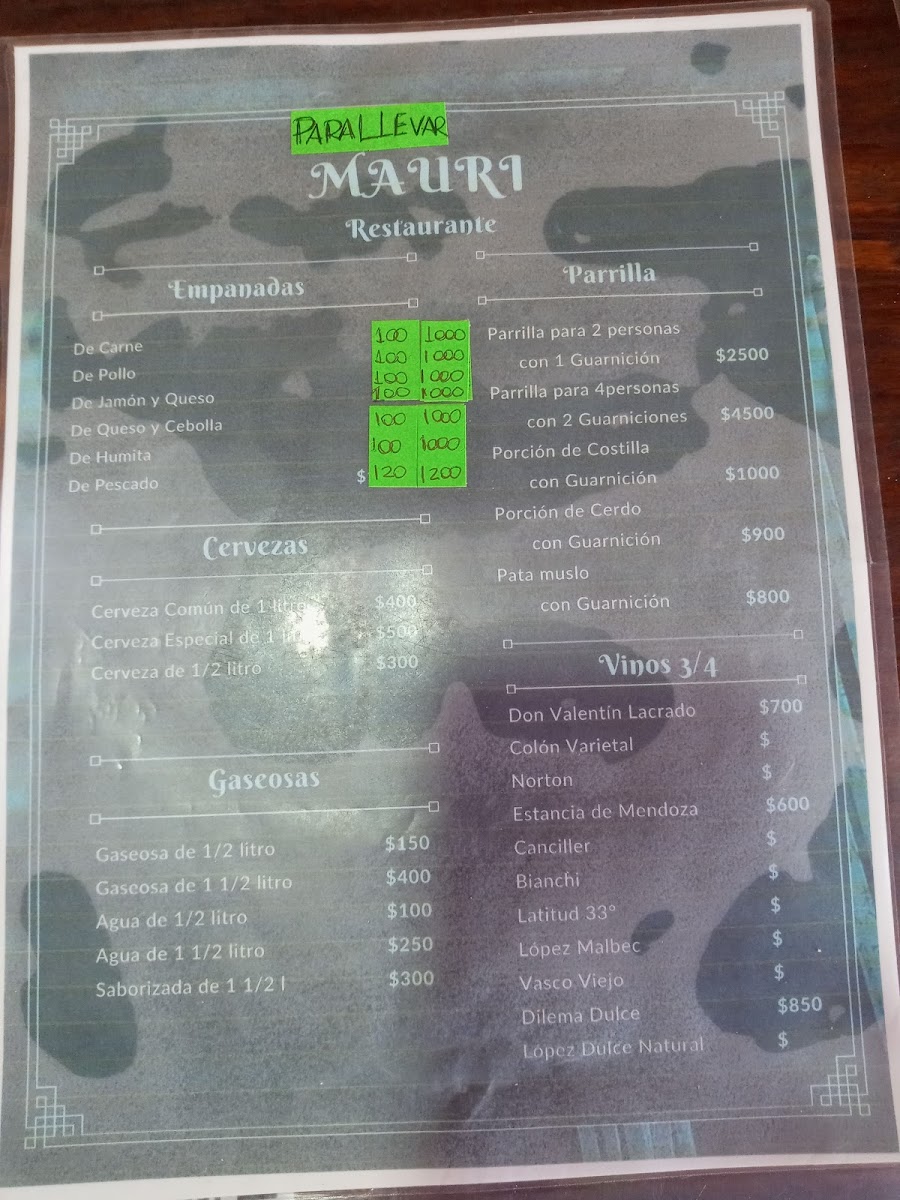 PARA LLEVAR
MAURI
Restaurante
Empanadas
De Carne
De Pollo
De Jamón y Queso
De Queso y Cebolla
De Humita
De Pescado
100 1000
100 1000
100 1000
100 1000
100 1000
100 1000
$ 120 1200
Cervezas
Cerveza Común de 1 litro $400
Cerveza Especial de 1 $500
Cerveza de 1/2 litro $300
Gaseosas
Gaseosa de 1/2 litro $150
Gaseosa de 1 1/2 litro $400
Agua de 1/2 litro $100
Agua de 1 1/2 litro $250
Saborizada de 1 1/2 l $300
Parrilla
Parrilla para 2 personas
con 1 Guarnición $2500
Parrilla para 4personas
con 2 Guarniciones $4500
Porción de Costilla
con Guarnición $1000
Porción de Cerdo
con Guarnición $900
Pata muslo
con Guarnición $800
Vinos 3/4
Don Valentín Lacrado $700
Colón Varietal $
Norton $
Estancia de Mendoza $600
Canciller $
Bianchi $
Latitud 33° $
López Malbec $
Vasco Viejo $
Dilema Dulce $850
López Dulce Natural $